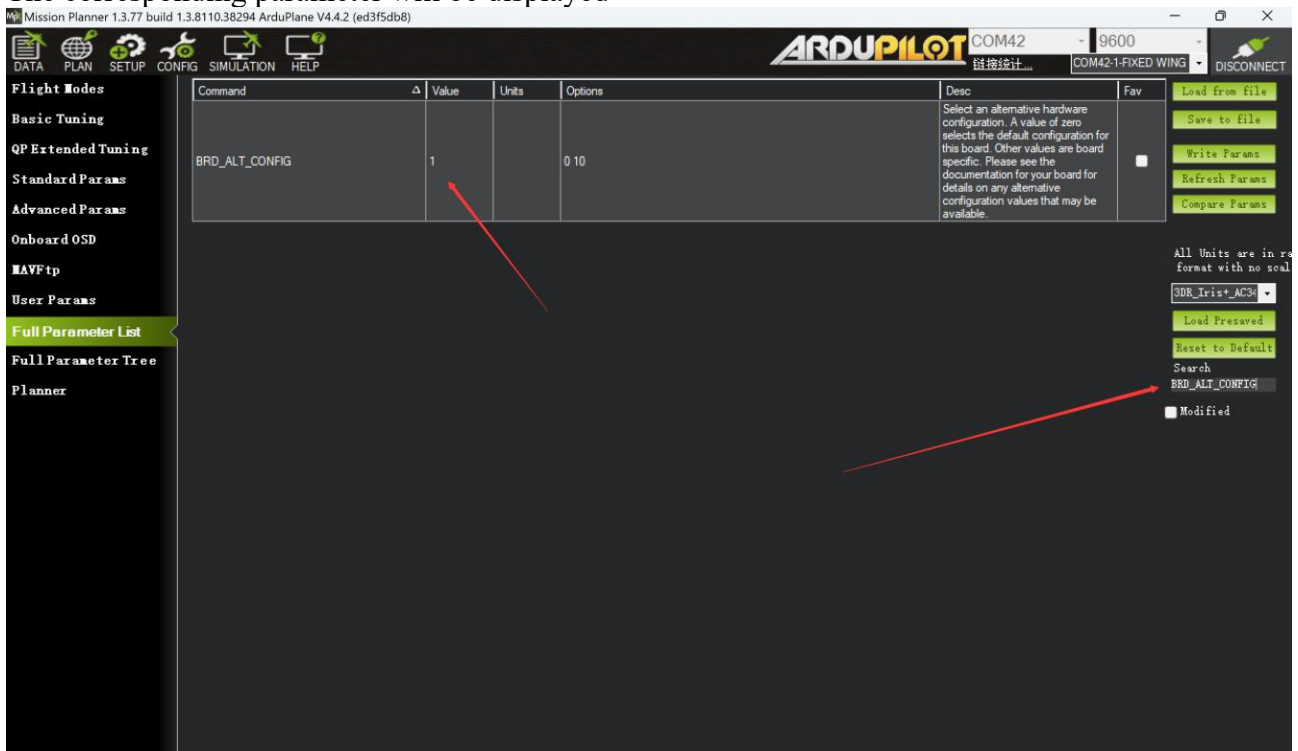 The corresponding parameter will be displayed
Mission Planner 1.3.77 build 1.3.8110.38294 ArduPlane V4.4.2 (ed3f5db8)
DATA PLAN SETUP CONFIG SIMULATION HELP
ARDUPILOT
COM42 9600
链接统计... COM42-1-FIXED WING DISCONNECT
Flight Modes
Basic Tuning
QP Extended Tuning
Standard Params
Advanced Params
Onboard OSD
MAVFtp
User Params
Full Parameter List
Full Parameter Tree
Planner
Command Value Units Options Desc Fav
BRD_ALT_CONFIG 1 0 10
Select an alternative hardware
configuration. A value of zero
selects the default configuration for
this board. Other values are board
specific. Please see the
documentation for your board for
details on any alternative
configuration values that may be
available.
Load from file
Save to file
Write Params
Refresh Params
Compare Params
All Units are in ra
format with no scal
3DR_Iris+_AC34
Load Presaved
Reset to Default
Search
BRD_ALT_CONFIG
Modified